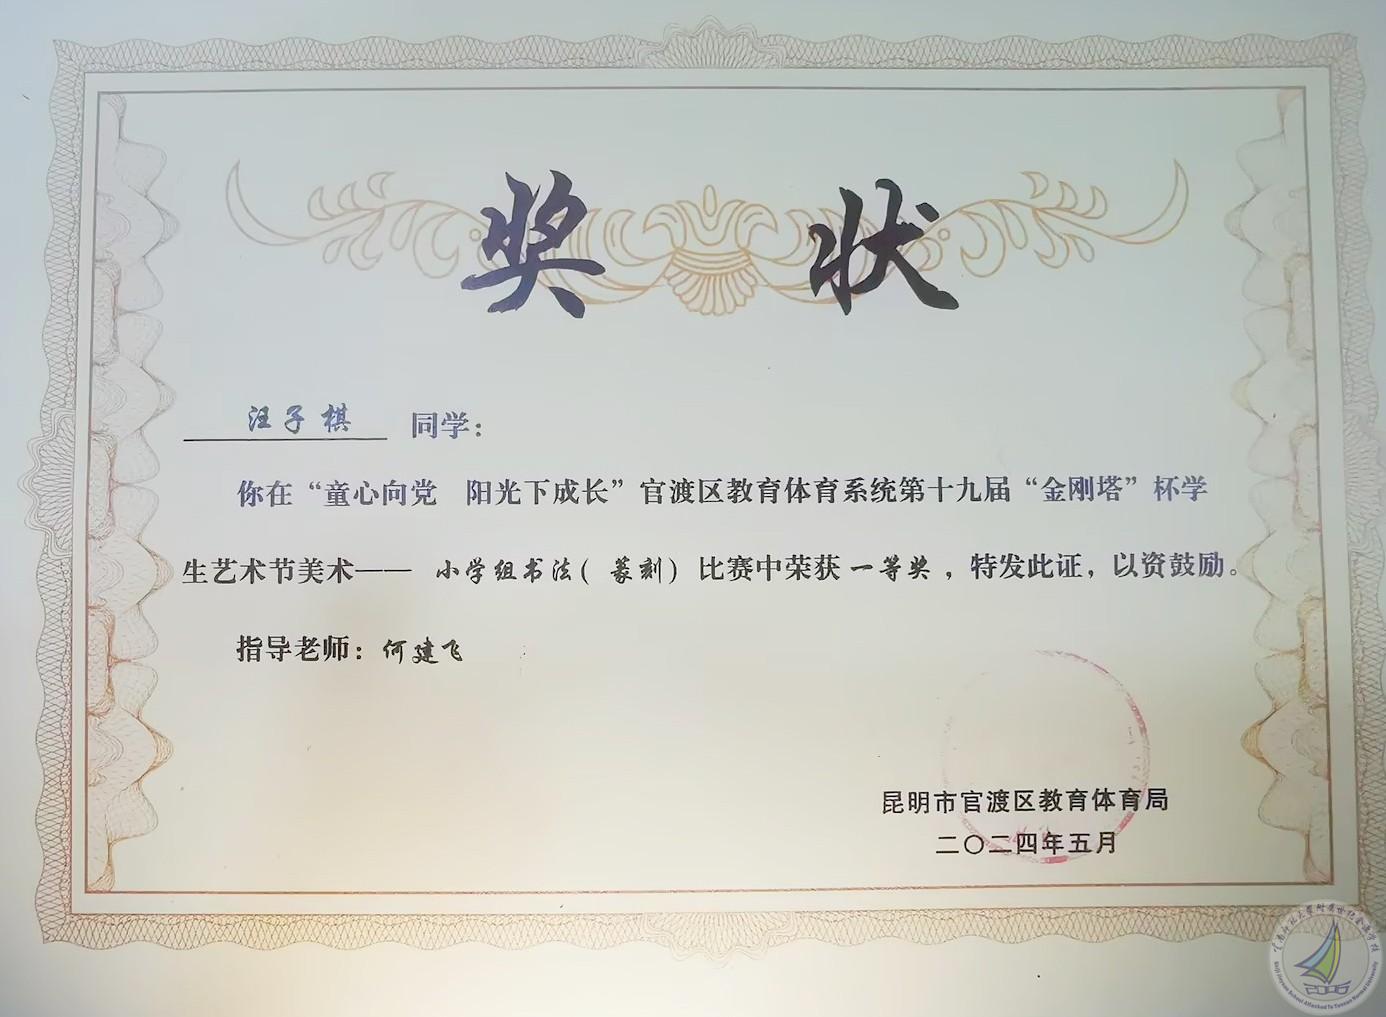 奖 状
汪子棋 同学：
你在“童心向党 阳光下成长”官渡区教育体育系统第十九届“金刚塔”杯学
生艺术节美术—— 小学组书法（篆刻）比赛中荣获一等奖，特发此证，以资鼓励。
指导老师：何建飞
昆明市官渡区教育体育局
二〇二四年五月